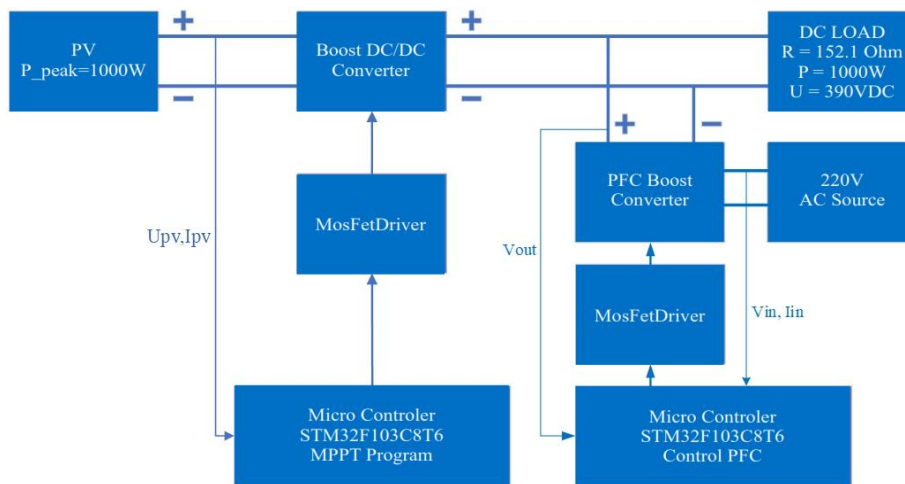 +
+
PV
P_peak=1000W
Boost DC/DC
Converter
DC LOAD
R = 152.1 Ohm
P = 1000W
U = 390VDC
−
−
+
−
PFC Boost
Converter
220V
AC Source
MosFetDriver
Upv,Ipv
Vout
MosFetDriver
Vin, Iin
Micro Controler
STM32F103C8T6
MPPT Program
Micro Controler
STM32F103C8T6
Control PFC